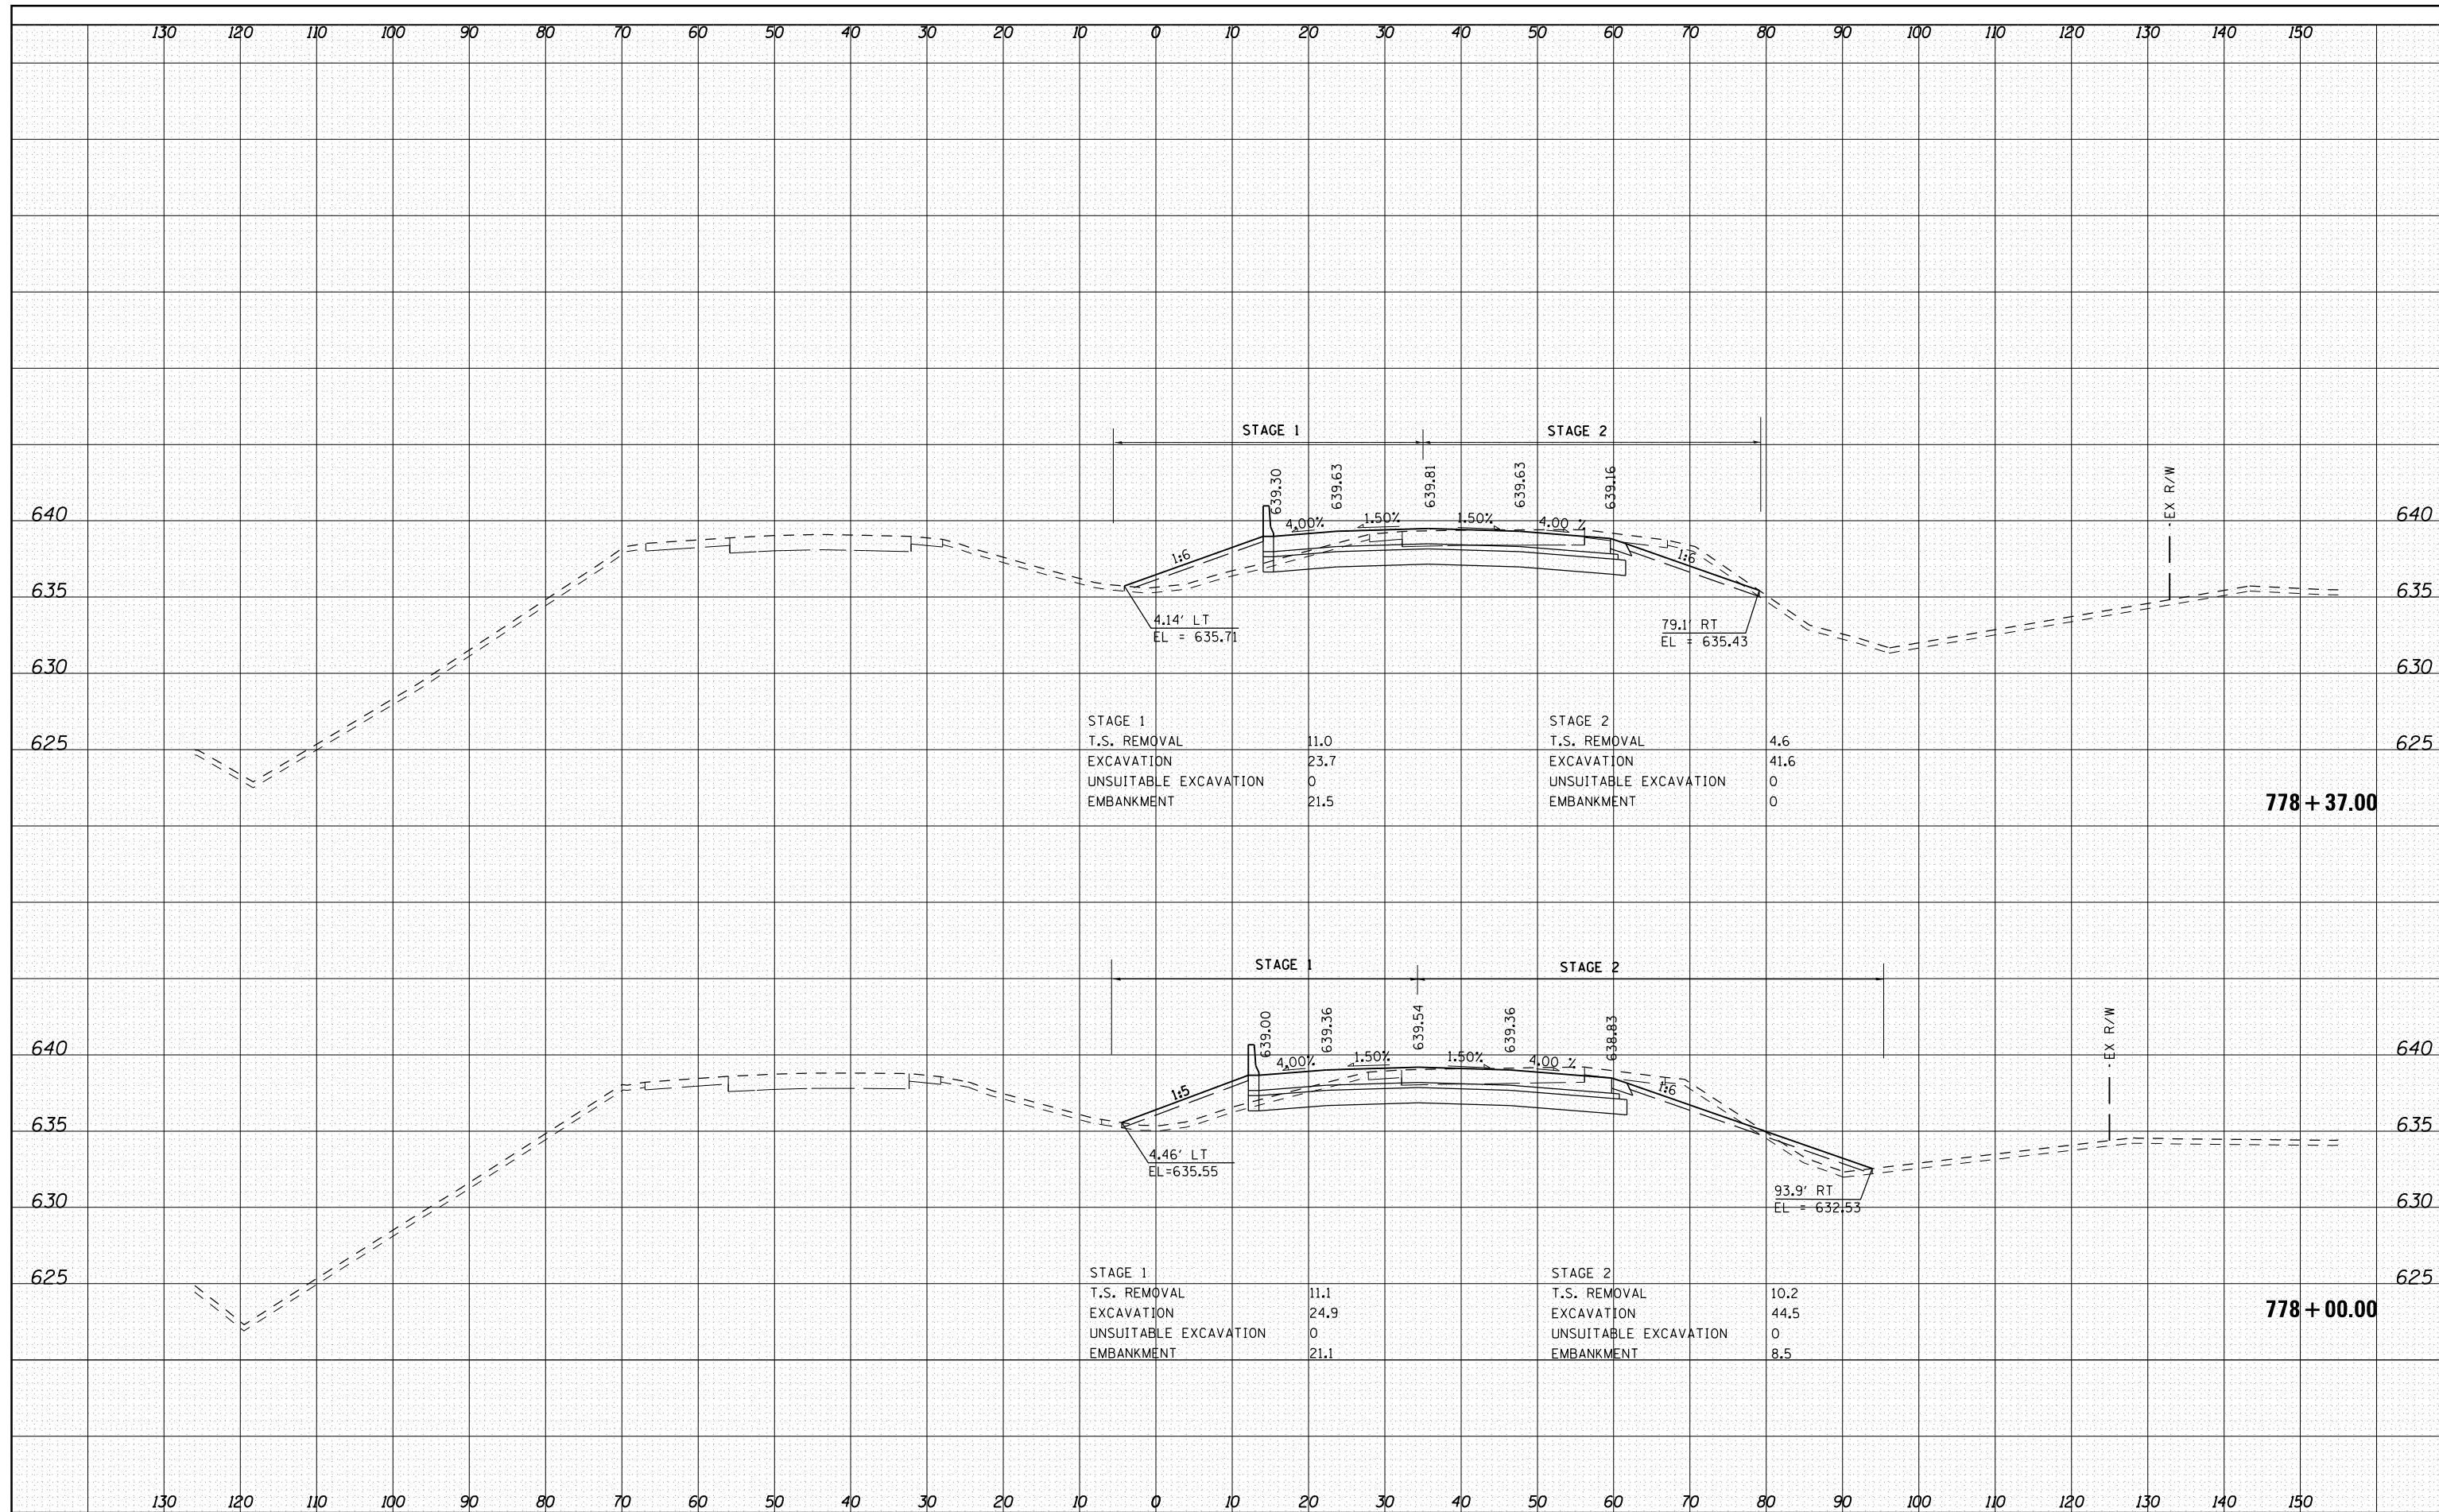 130 120 110 100 90 80 70 60 50 40 30 20 10 0 10 20 30 40 50 60 70 80 90 100 110 120 130 140 150
STAGE 1 STAGE 2
639.30 639.63 639.81 639.63 639.16
EX R/W
640 4.00% 1.50% 1.50% 4.00 % 640
1:6 1:6
635 635
4.14' LT
EL = 635.71
79.1' RT
EL = 635.43
630 630
STAGE 1
T.S. REMOVAL 11.0
EXCAVATION 23.7
UNSUITABLE EXCAVATION 0
EMBANKMENT 21.5
STAGE 2
T.S. REMOVAL 4.6
EXCAVATION 41.6
UNSUITABLE EXCAVATION 0
EMBANKMENT 0
625 625
778+37.00
STAGE 1 STAGE 2
639.00 639.36 639.54 639.36 638.83
EX R/W
640 4.00% 1.50% 1.50% 4.00 % 640
1:5 1:6
635 635
4.46' LT
EL=635.55
93.9' RT
EL = 632.53
630 630
STAGE 1
T.S. REMOVAL 11.1
EXCAVATION 24.9
UNSUITABLE EXCAVATION 0
EMBANKMENT 21.1
STAGE 2
T.S. REMOVAL 10.2
EXCAVATION 44.5
UNSUITABLE EXCAVATION 0
EMBANKMENT 8.5
625 625
778+00.00
130 120 110 100 90 80 70 60 50 40 30 20 10 0 10 20 30 40 50 60 70 80 90 100 110 120 130 140 150